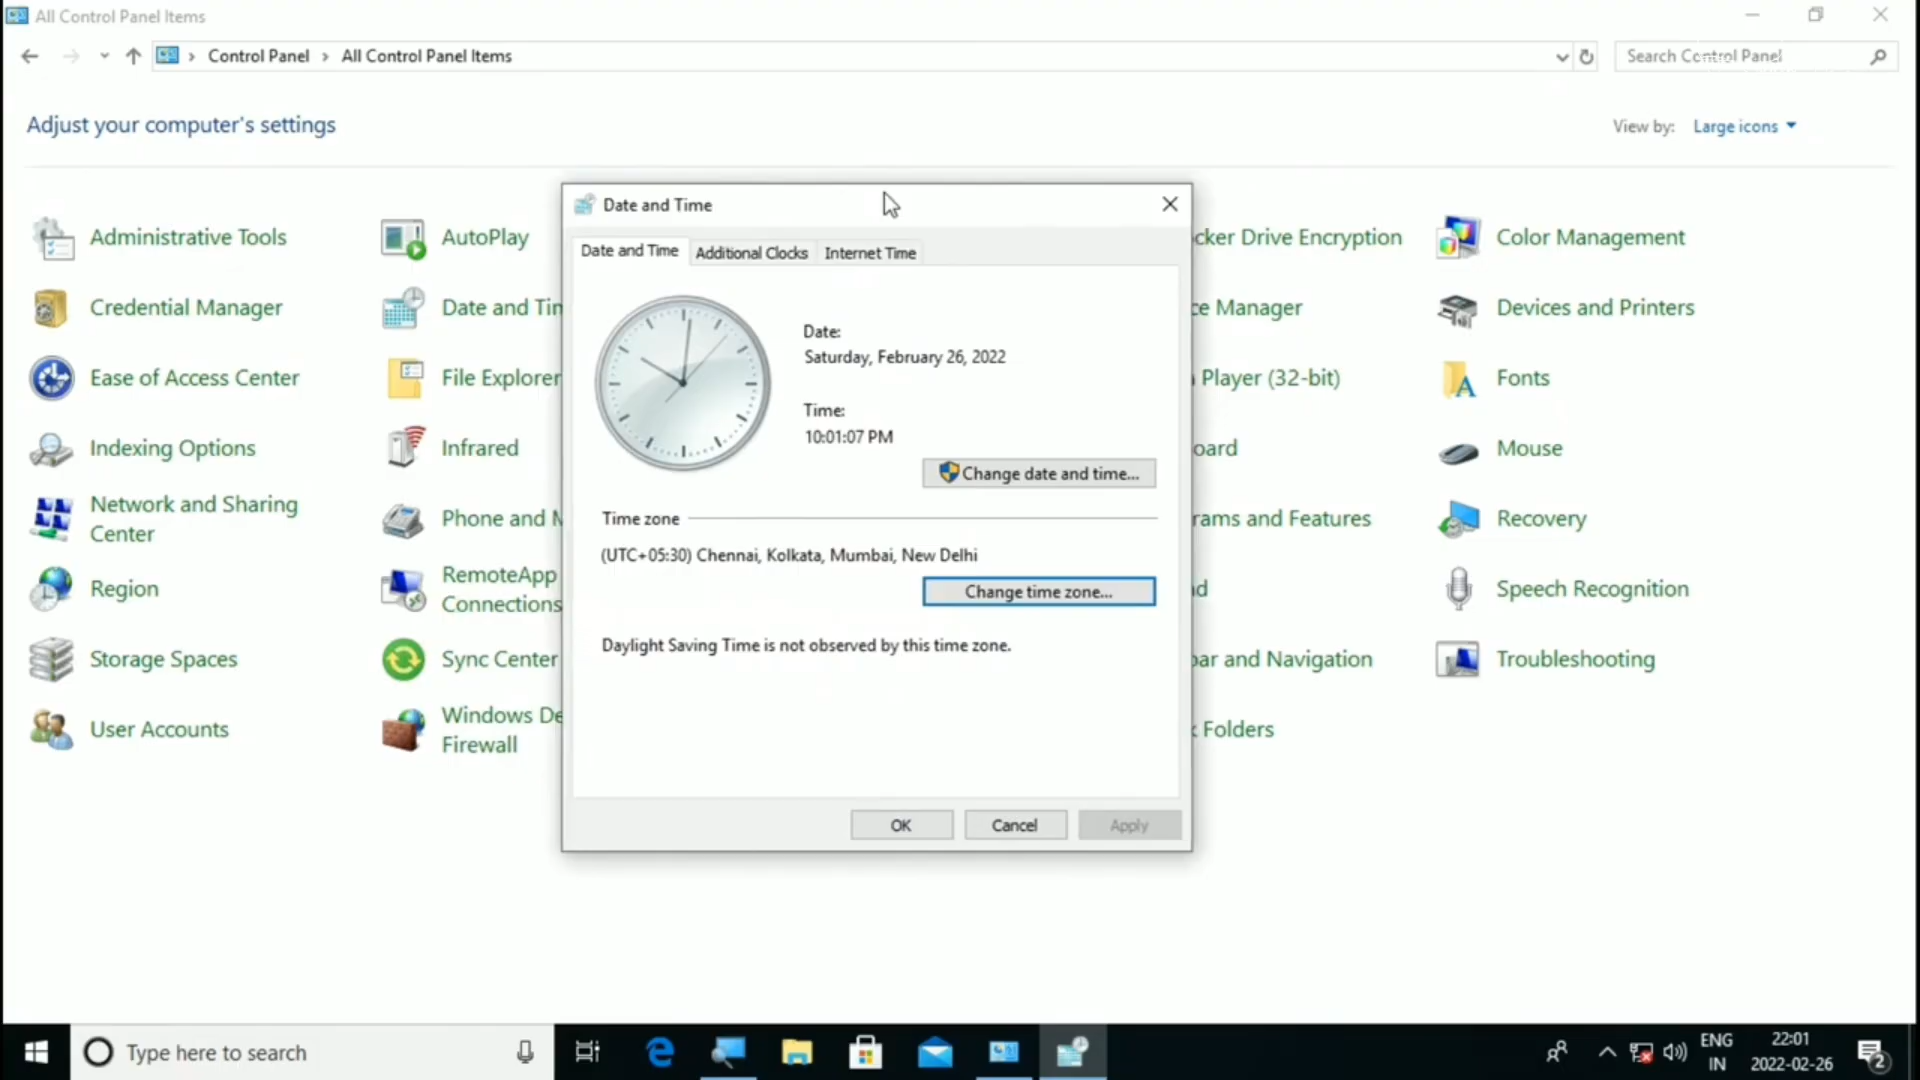 All Control Panel Items
Control Panel
All Control Panel Items
Search Control Panel
Adjust your computer's settings
View by: Large icons
Date and Time
Date and Time
Additional Clocks
Internet Time
Date:
Saturday, February 26, 2022
Time:
10:01:07 PM
Change date and time...
Time zone
(UTC+05:30) Chennai, Kolkata, Mumbai, New Delhi
Change time zone...
Daylight Saving Time is not observed by this time zone.
OK
Cancel
Apply
Administrative Tools
AutoPlay
cker Drive Encryption
Color Management
Credential Manager
Date and Tim
ce Manager
Devices and Printers
Ease of Access Center
File Explorer
Player (32-bit)
Fonts
Indexing Options
Infrared
oard
Mouse
Network and Sharing
Center
Phone and M
rams and Features
Recovery
Region
RemoteApp
Connections
d
Speech Recognition
Storage Spaces
Sync Center
bar and Navigation
Troubleshooting
User Accounts
Windows De
Firewall
Folders
Type here to search
ENG
IN
22:01
2022-02-26
2